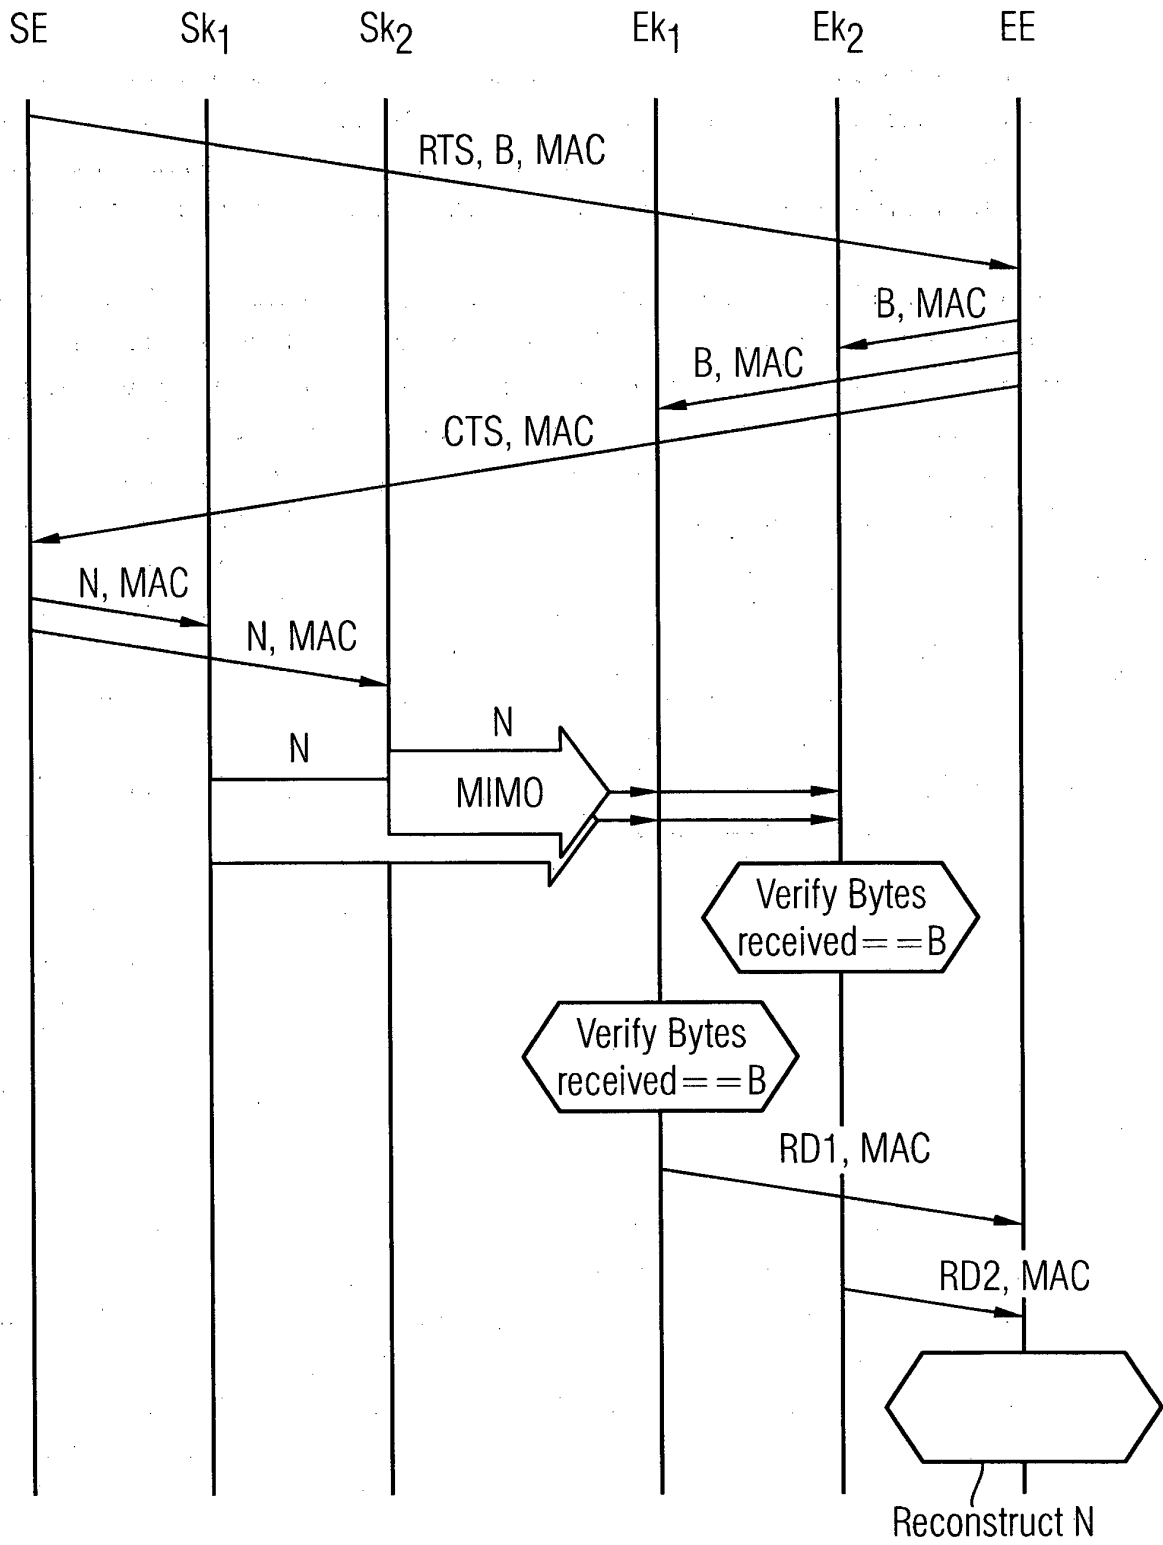 SE Sk1 Sk2 Ek1 Ek2 EE
RTS, B, MAC
B, MAC
B, MAC
CTS, MAC
N, MAC
N, MAC
N
N
MIMO
Verify Bytes
received==B
Verify Bytes
received==B
RD1, MAC
RD2, MAC
Reconstruct N